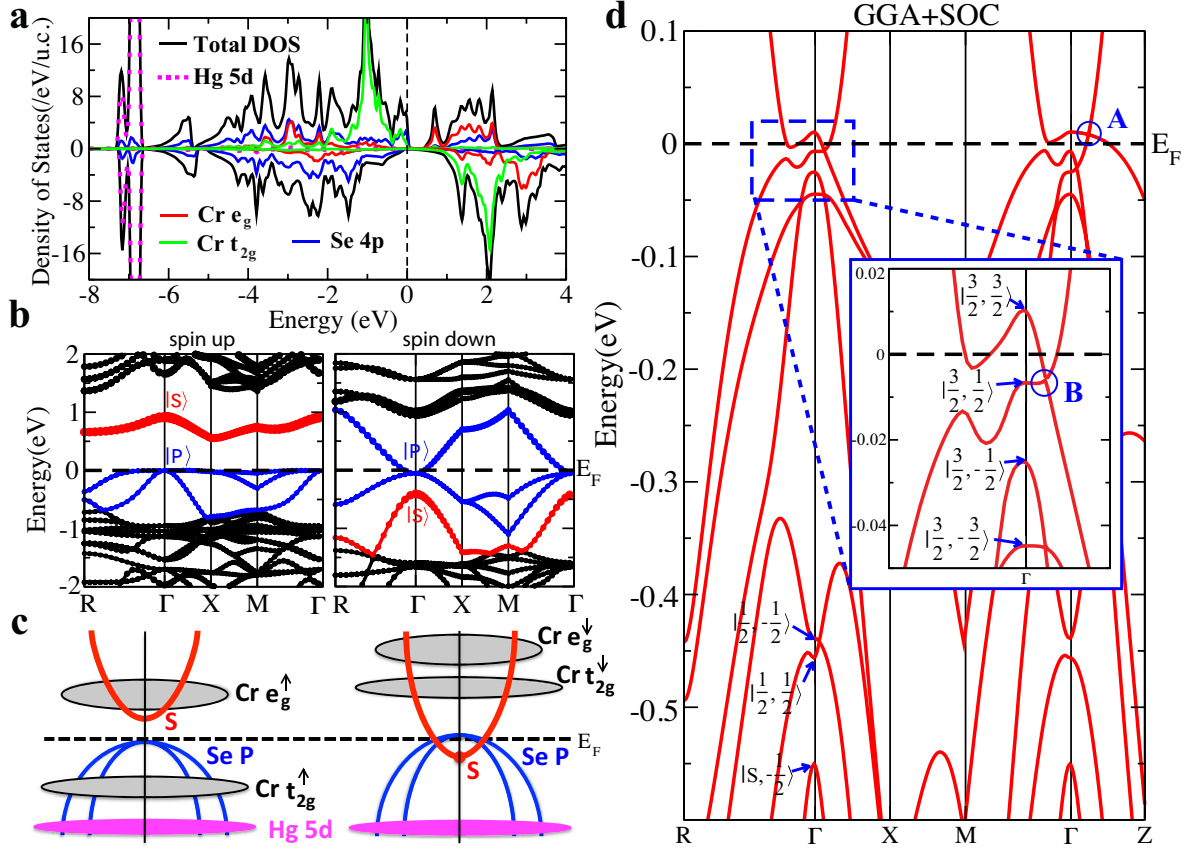 a
Density of States(/eV/u.c.)
16
8
0
-8
-16
Total DOS
Hg 5d
Cr e_g
Cr t_2g
Se 4p
-8 -6 -4 -2 0 2 4
Energy (eV)
b
spin up
spin down
Energy(eV)
2
1
0
-1
-2
|S⟩
|P⟩
|P⟩
|S⟩
E_F
R Γ X M Γ
R Γ X M Γ
c
Cr e_g↑
S
Se P
Cr t_2g↑
Hg 5d
Cr e_g↓
Cr t_2g↓
E_F
Se P
S
d
GGA+SOC
Energy(eV)
0.1
0
-0.1
-0.2
-0.3
-0.4
-0.5
A
E_F
0.02
0
-0.02
-0.04
|3/2, 3/2⟩
|3/2, 1/2⟩
B
|3/2, -1/2⟩
|3/2, -3/2⟩
Γ
|1/2, -1/2⟩
|1/2, 1/2⟩
|S, -1/2⟩
R Γ X M Γ Z